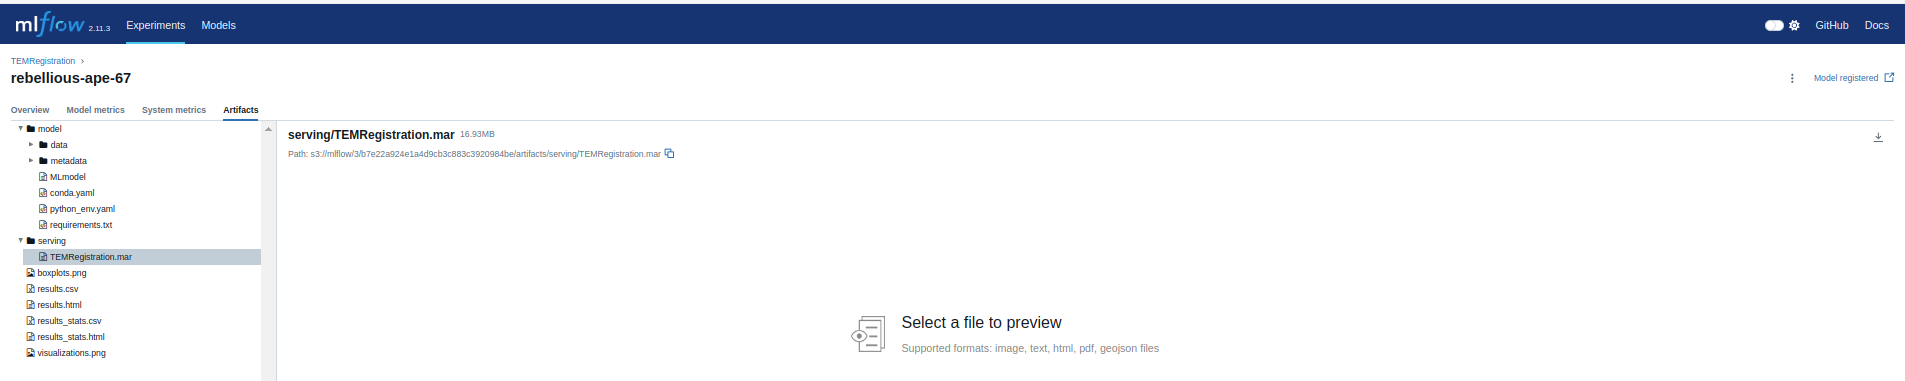 mlflow 2.11.3 Experiments Models GitHub Docs
TEMRegistration
rebellious-ape-67
Model registered
Overview Model metrics System metrics Artifacts
model
data
metadata
MLmodel
conda.yaml
python_env.yaml
requirements.txt
serving
TEMRegistration.mar
boxplots.png
results.csv
results.html
results_stats.csv
results_stats.html
visualizations.png
serving/TEMRegistration.mar 16.93MB
Path: s3://mlflow/3/b7e22a924e1a4d9cb3c883c3920984be/artifacts/serving/TEMRegistration.mar
Select a file to preview
Supported formats: image, text, html, pdf, geojson files